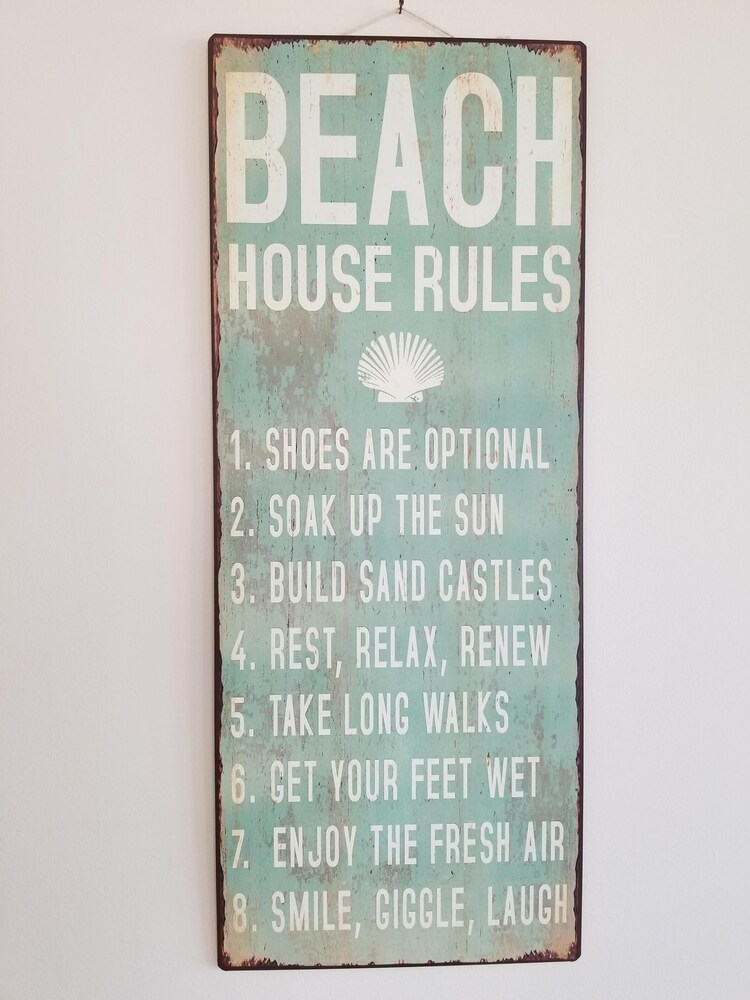 BEACH
HOUSE RULES
1. SHOES ARE OPTIONAL
2. SOAK UP THE SUN
3. BUILD SAND CASTLES
4. REST, RELAX, RENEW
5. TAKE LONG WALKS
6. GET YOUR FEET WET
7. ENJOY THE FRESH AIR
8. SMILE, GIGGLE, LAUGH